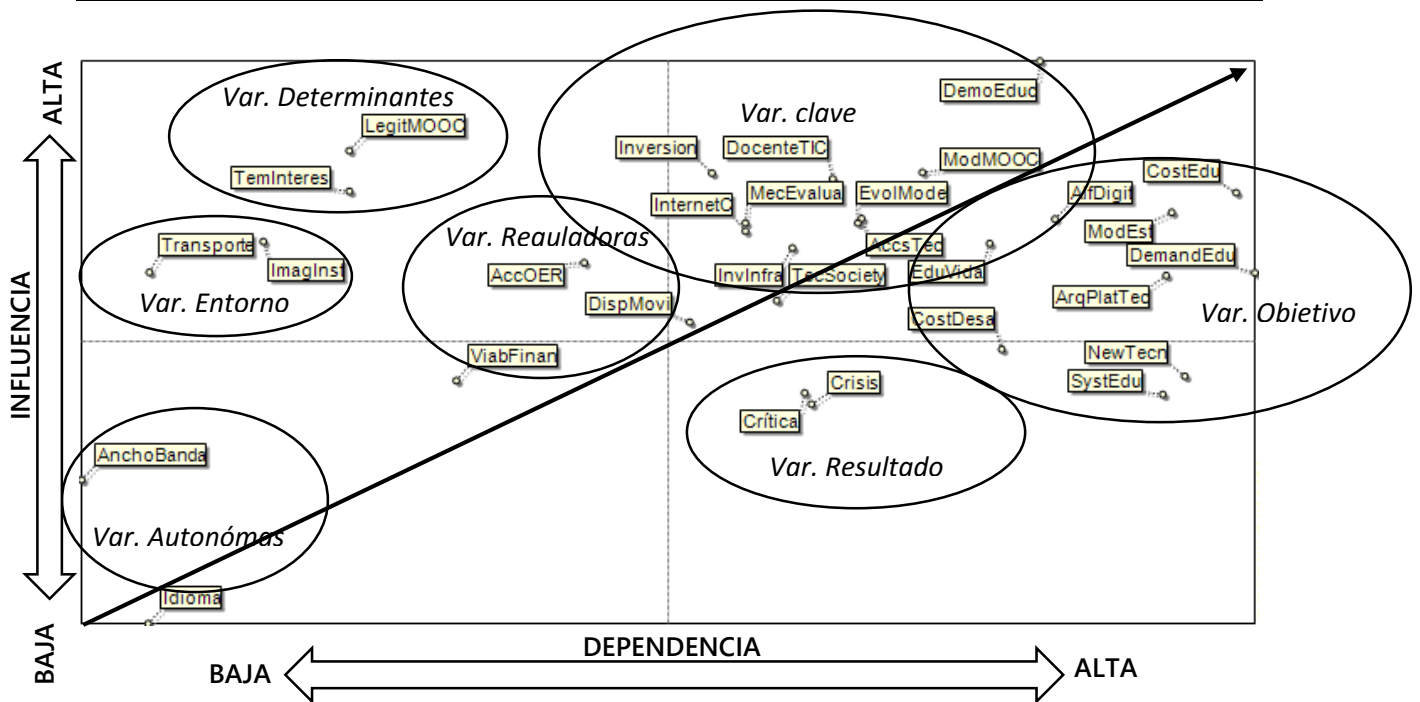 ALTA
INFLUENCIA
BAJA
Var. Determinantes
LegitMOOC
TemInteres
Transporte
ImagInst
Var. Entorno
Var. Reauladoras
AccOER
DispMovi
ViabFinan
AnchoBanda
Var. Autonómas
Idioma
DemoEduc
Var. clave
Inversion
DocenteTIC
ModMOOC
InternetC
MecEvalua
EvolMode
AccsTec
InvInfra
TecSociety
EduVida
CostEdu
AlfDigit
ModEst
DemandEdu
ArqPlatTec
Var. Obietivo
CostDesa
NewTecn
SystEdu
Crisis
Crítica
Var. Resultado
DEPENDENCIA
BAJA
ALTA